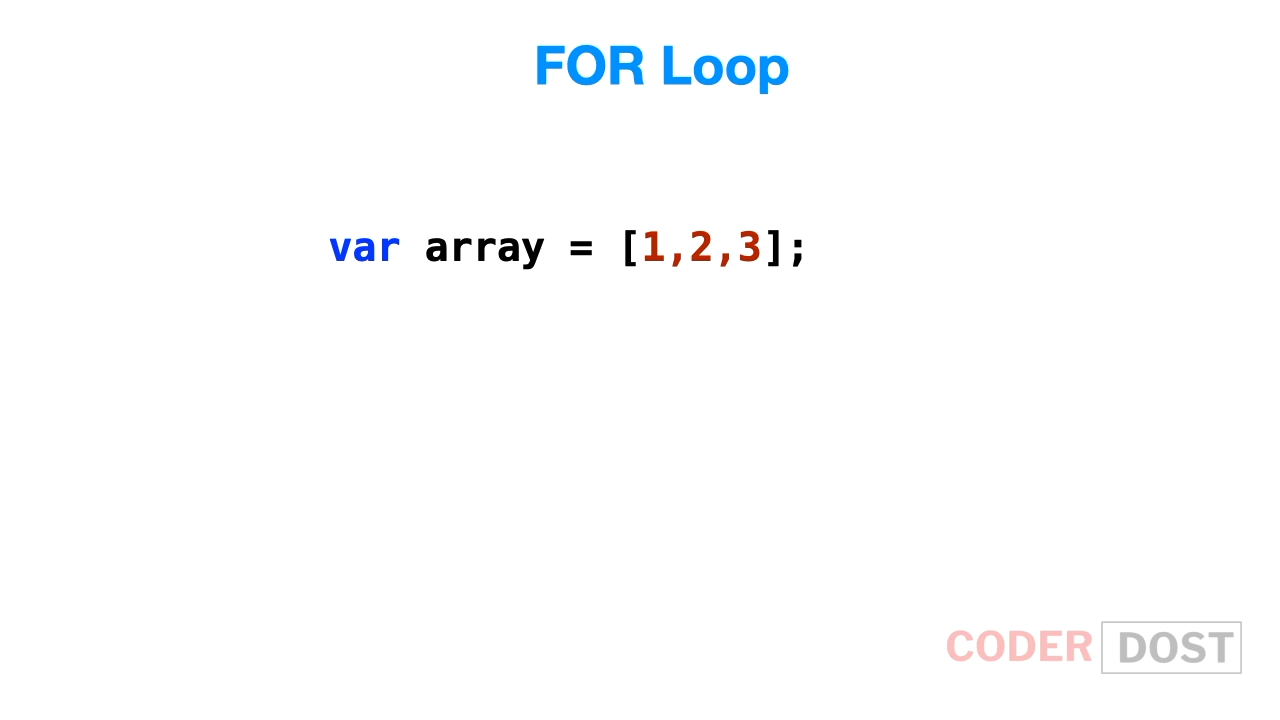 FOR Loop
var array = [1,2,3];
CODER DOST